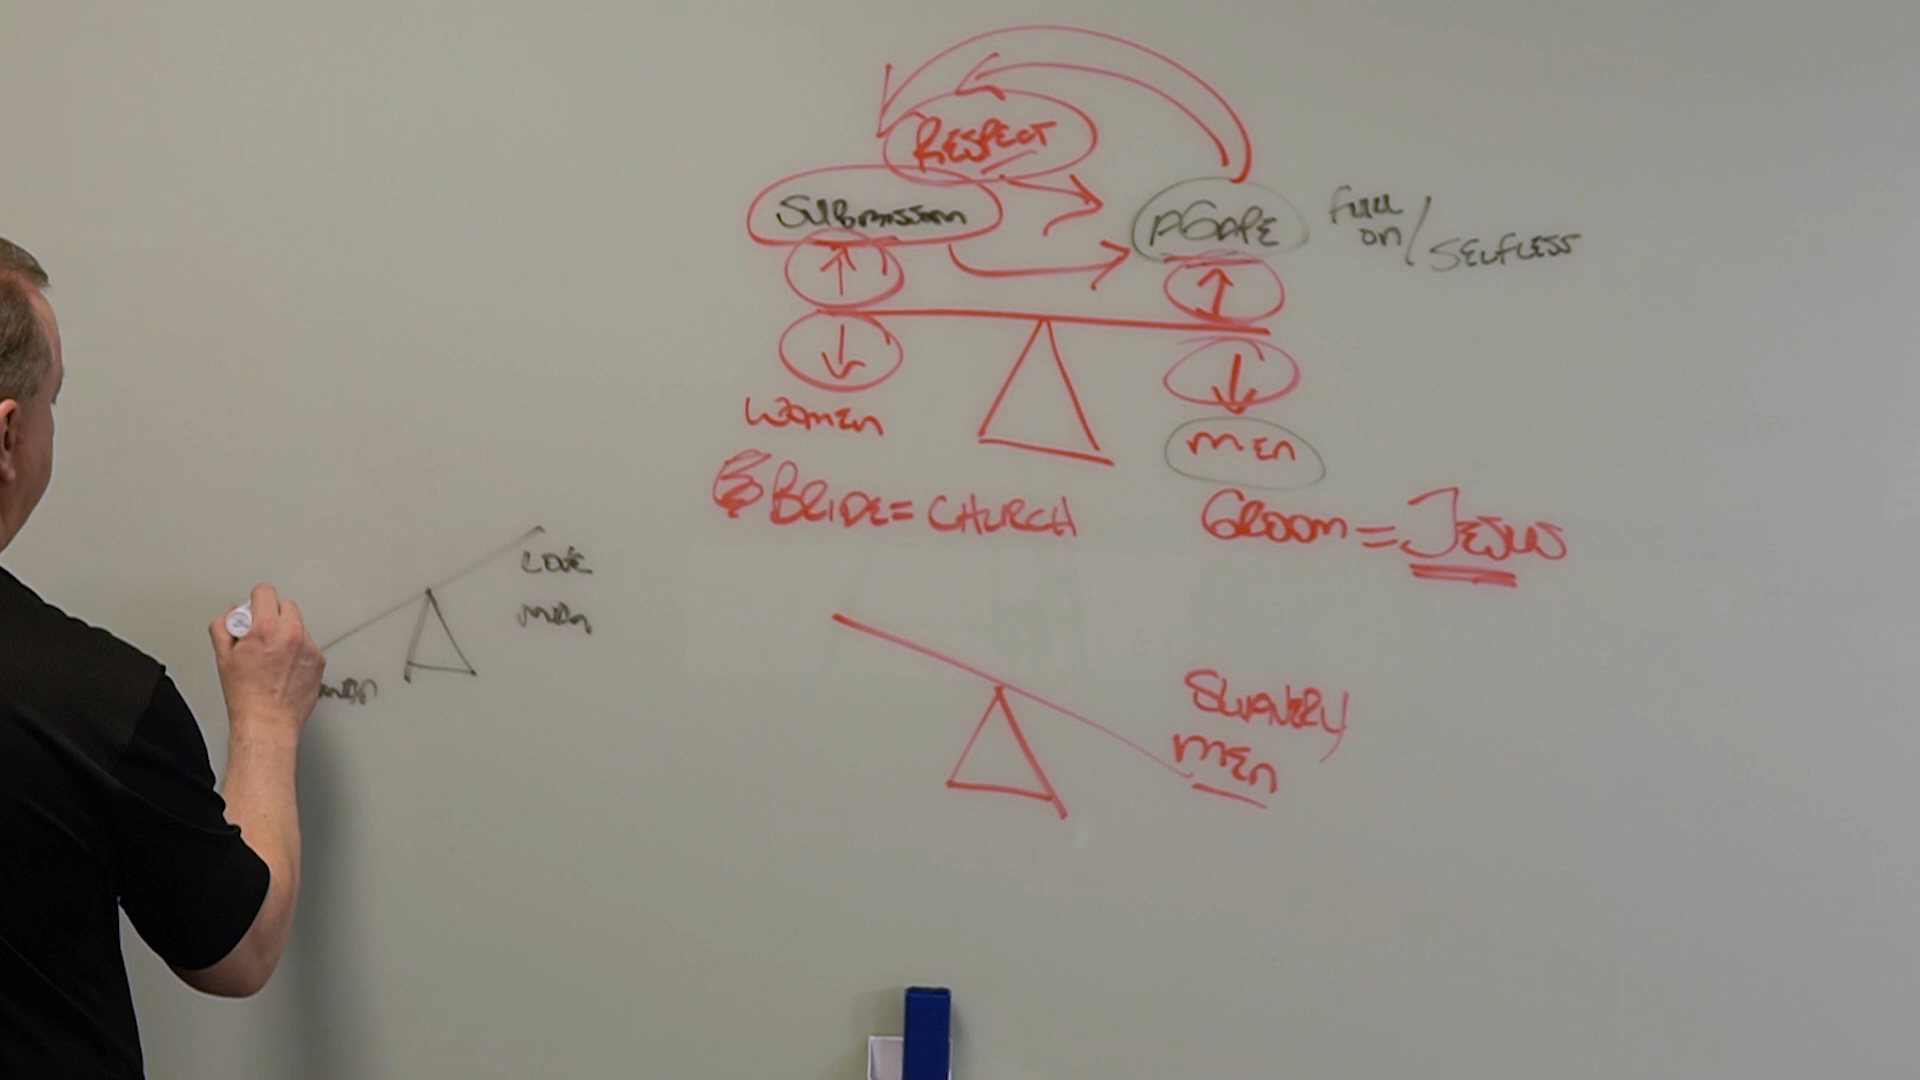 RESPECT
SUBMISSION
AGAPE
FULL
ON / SELFLESS
WOMEN
MEN
BRIDE = CHURCH
GROOM = JESUS
LOVE
MEN
SLAVERY
MEN